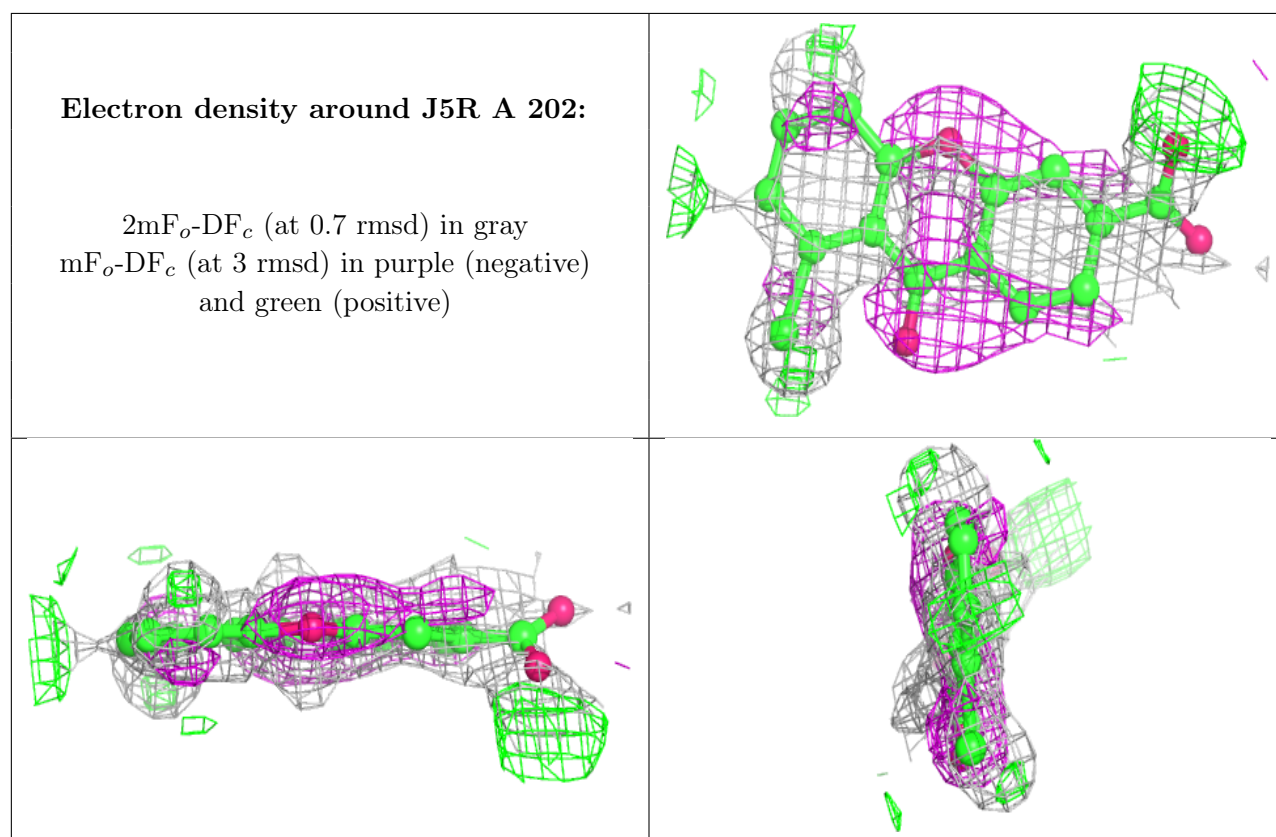 Electron density around J5R A 202:
2mFo-DFc (at 0.7 rmsd) in gray
mFo-DFc (at 3 rmsd) in purple (negative)
and green (positive)